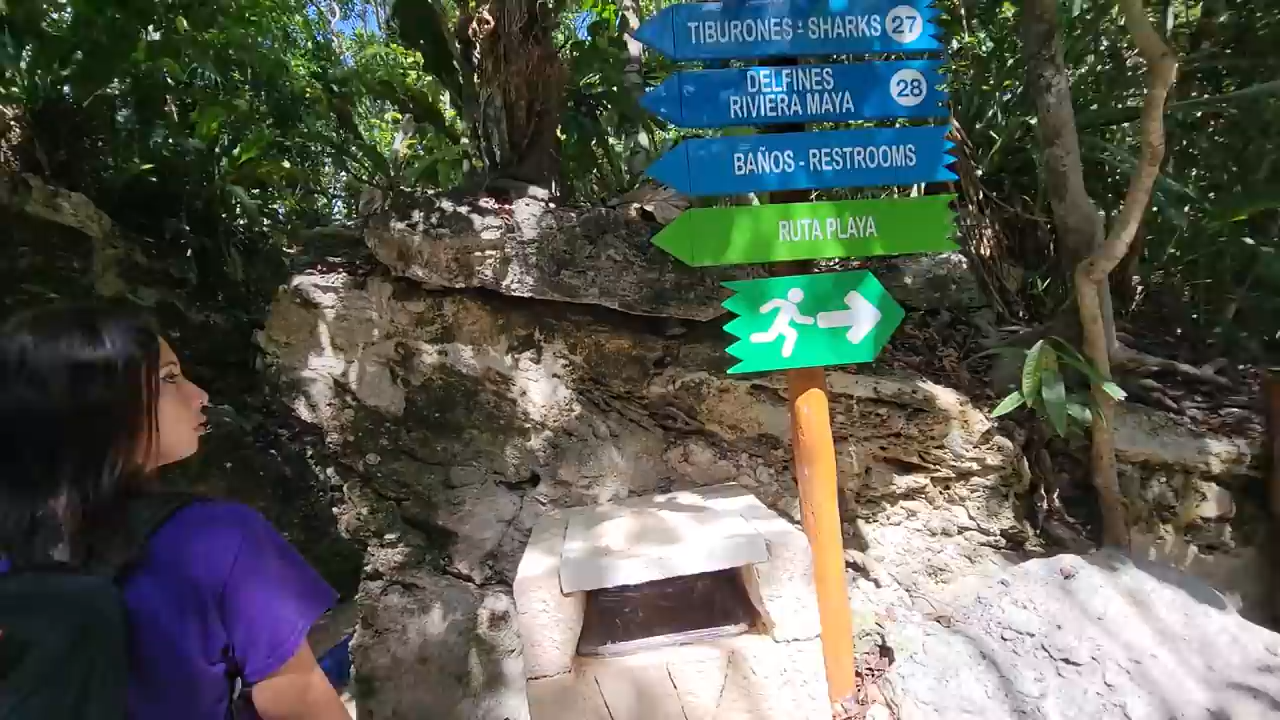 TIBURONES - SHARKS 27
DELFINES
RIVIERA MAYA 28
BAÑOS - RESTROOMS
RUTA PLAYA